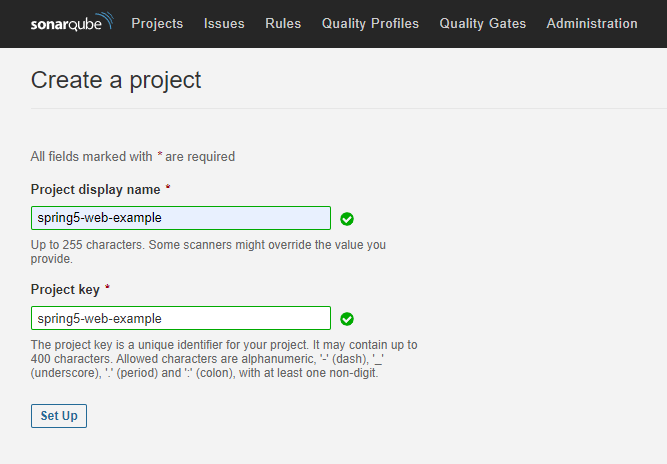 sonarqube Projects Issues Rules Quality Profiles Quality Gates Administration
Create a project
All fields marked with * are required
Project display name *
spring5-web-example
Up to 255 characters. Some scanners might override the value you
provide.
Project key *
spring5-web-example
The project key is a unique identifier for your project. It may contain up to
400 characters. Allowed characters are alphanumeric, '-' (dash), '_'
(underscore), '.' (period) and ':' (colon), with at least one non-digit.
Set Up